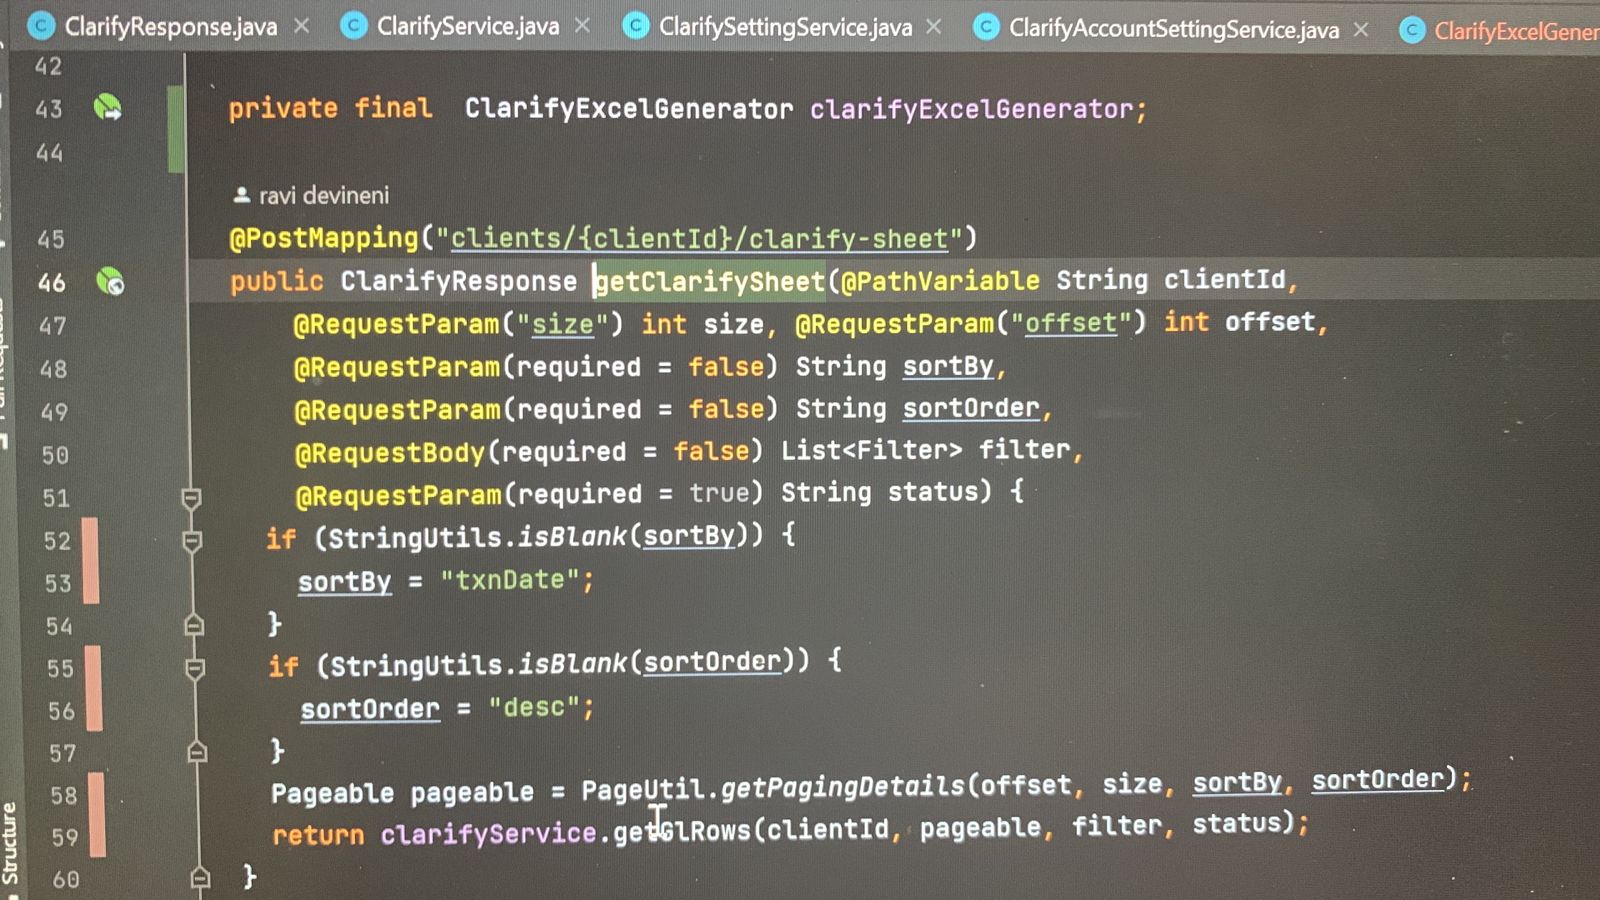 ClarifyResponse.java ClarifyService.java ClarifySettingService.java ClarifyAccountSettingService.java ClarifyExcelGener
42
43 private final ClarifyExcelGenerator clarifyExcelGenerator;
44
ravi devineni
45 @PostMapping("clients/{clientId}/clarify-sheet")
46 public ClarifyResponse getClarifySheet(@PathVariable String clientId,
47 @RequestParam("size") int size, @RequestParam("offset") int offset,
48 @RequestParam(required = false) String sortBy,
49 @RequestParam(required = false) String sortOrder,
50 @RequestBody(required = false) List<Filter> filter,
51 @RequestParam(required = true) String status) {
52 if (StringUtils.isBlank(sortBy)) {
53 sortBy = "txnDate";
54 }
55 if (StringUtils.isBlank(sortOrder)) {
56 sortOrder = "desc";
57 }
58 Pageable pageable = PageUtil.getPagingDetails(offset, size, sortBy, sortOrder);
59 return clarifyService.getGlRows(clientId, pageable, filter, status);
60 }
Structure